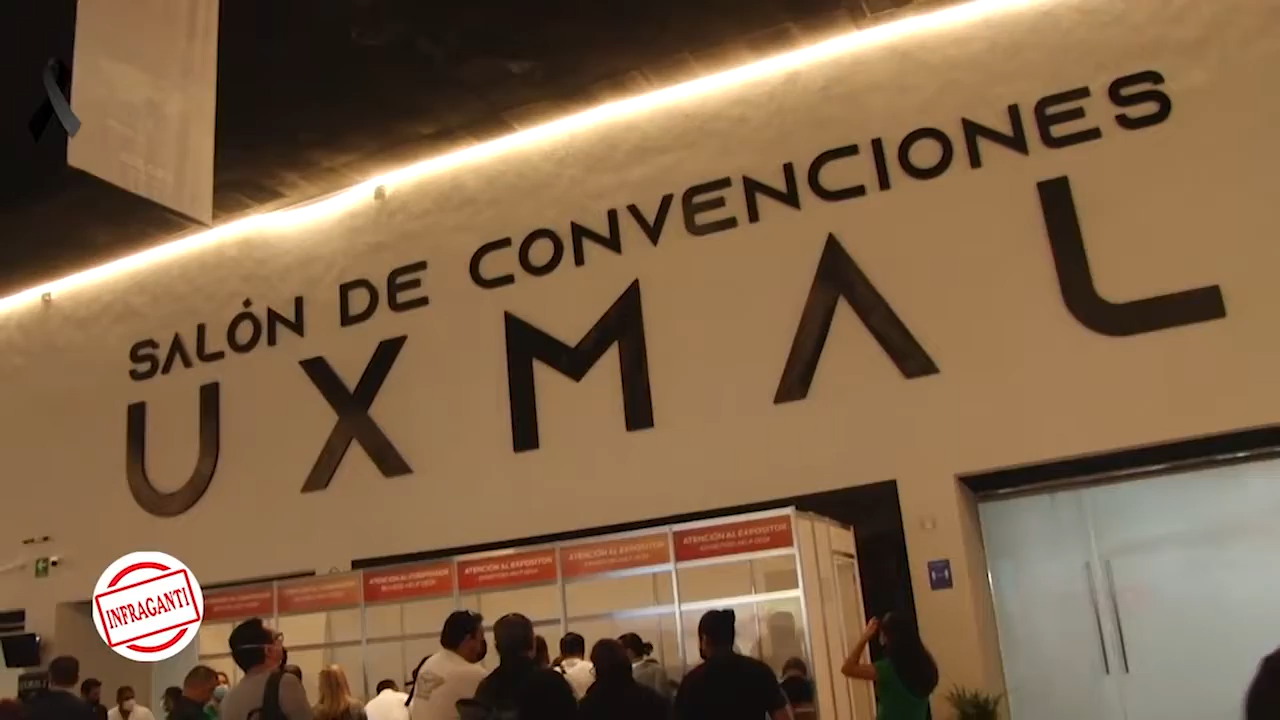 SALÓN DE CONVENCIONES
UXMAL
ATENCIÓN AL EXPOSITOR
ATENCIÓN AL EXPOSITOR
ATENCIÓN AL EXPOSITOR
ATENCIÓN AL EXPOSITOR
INFRAGANTI